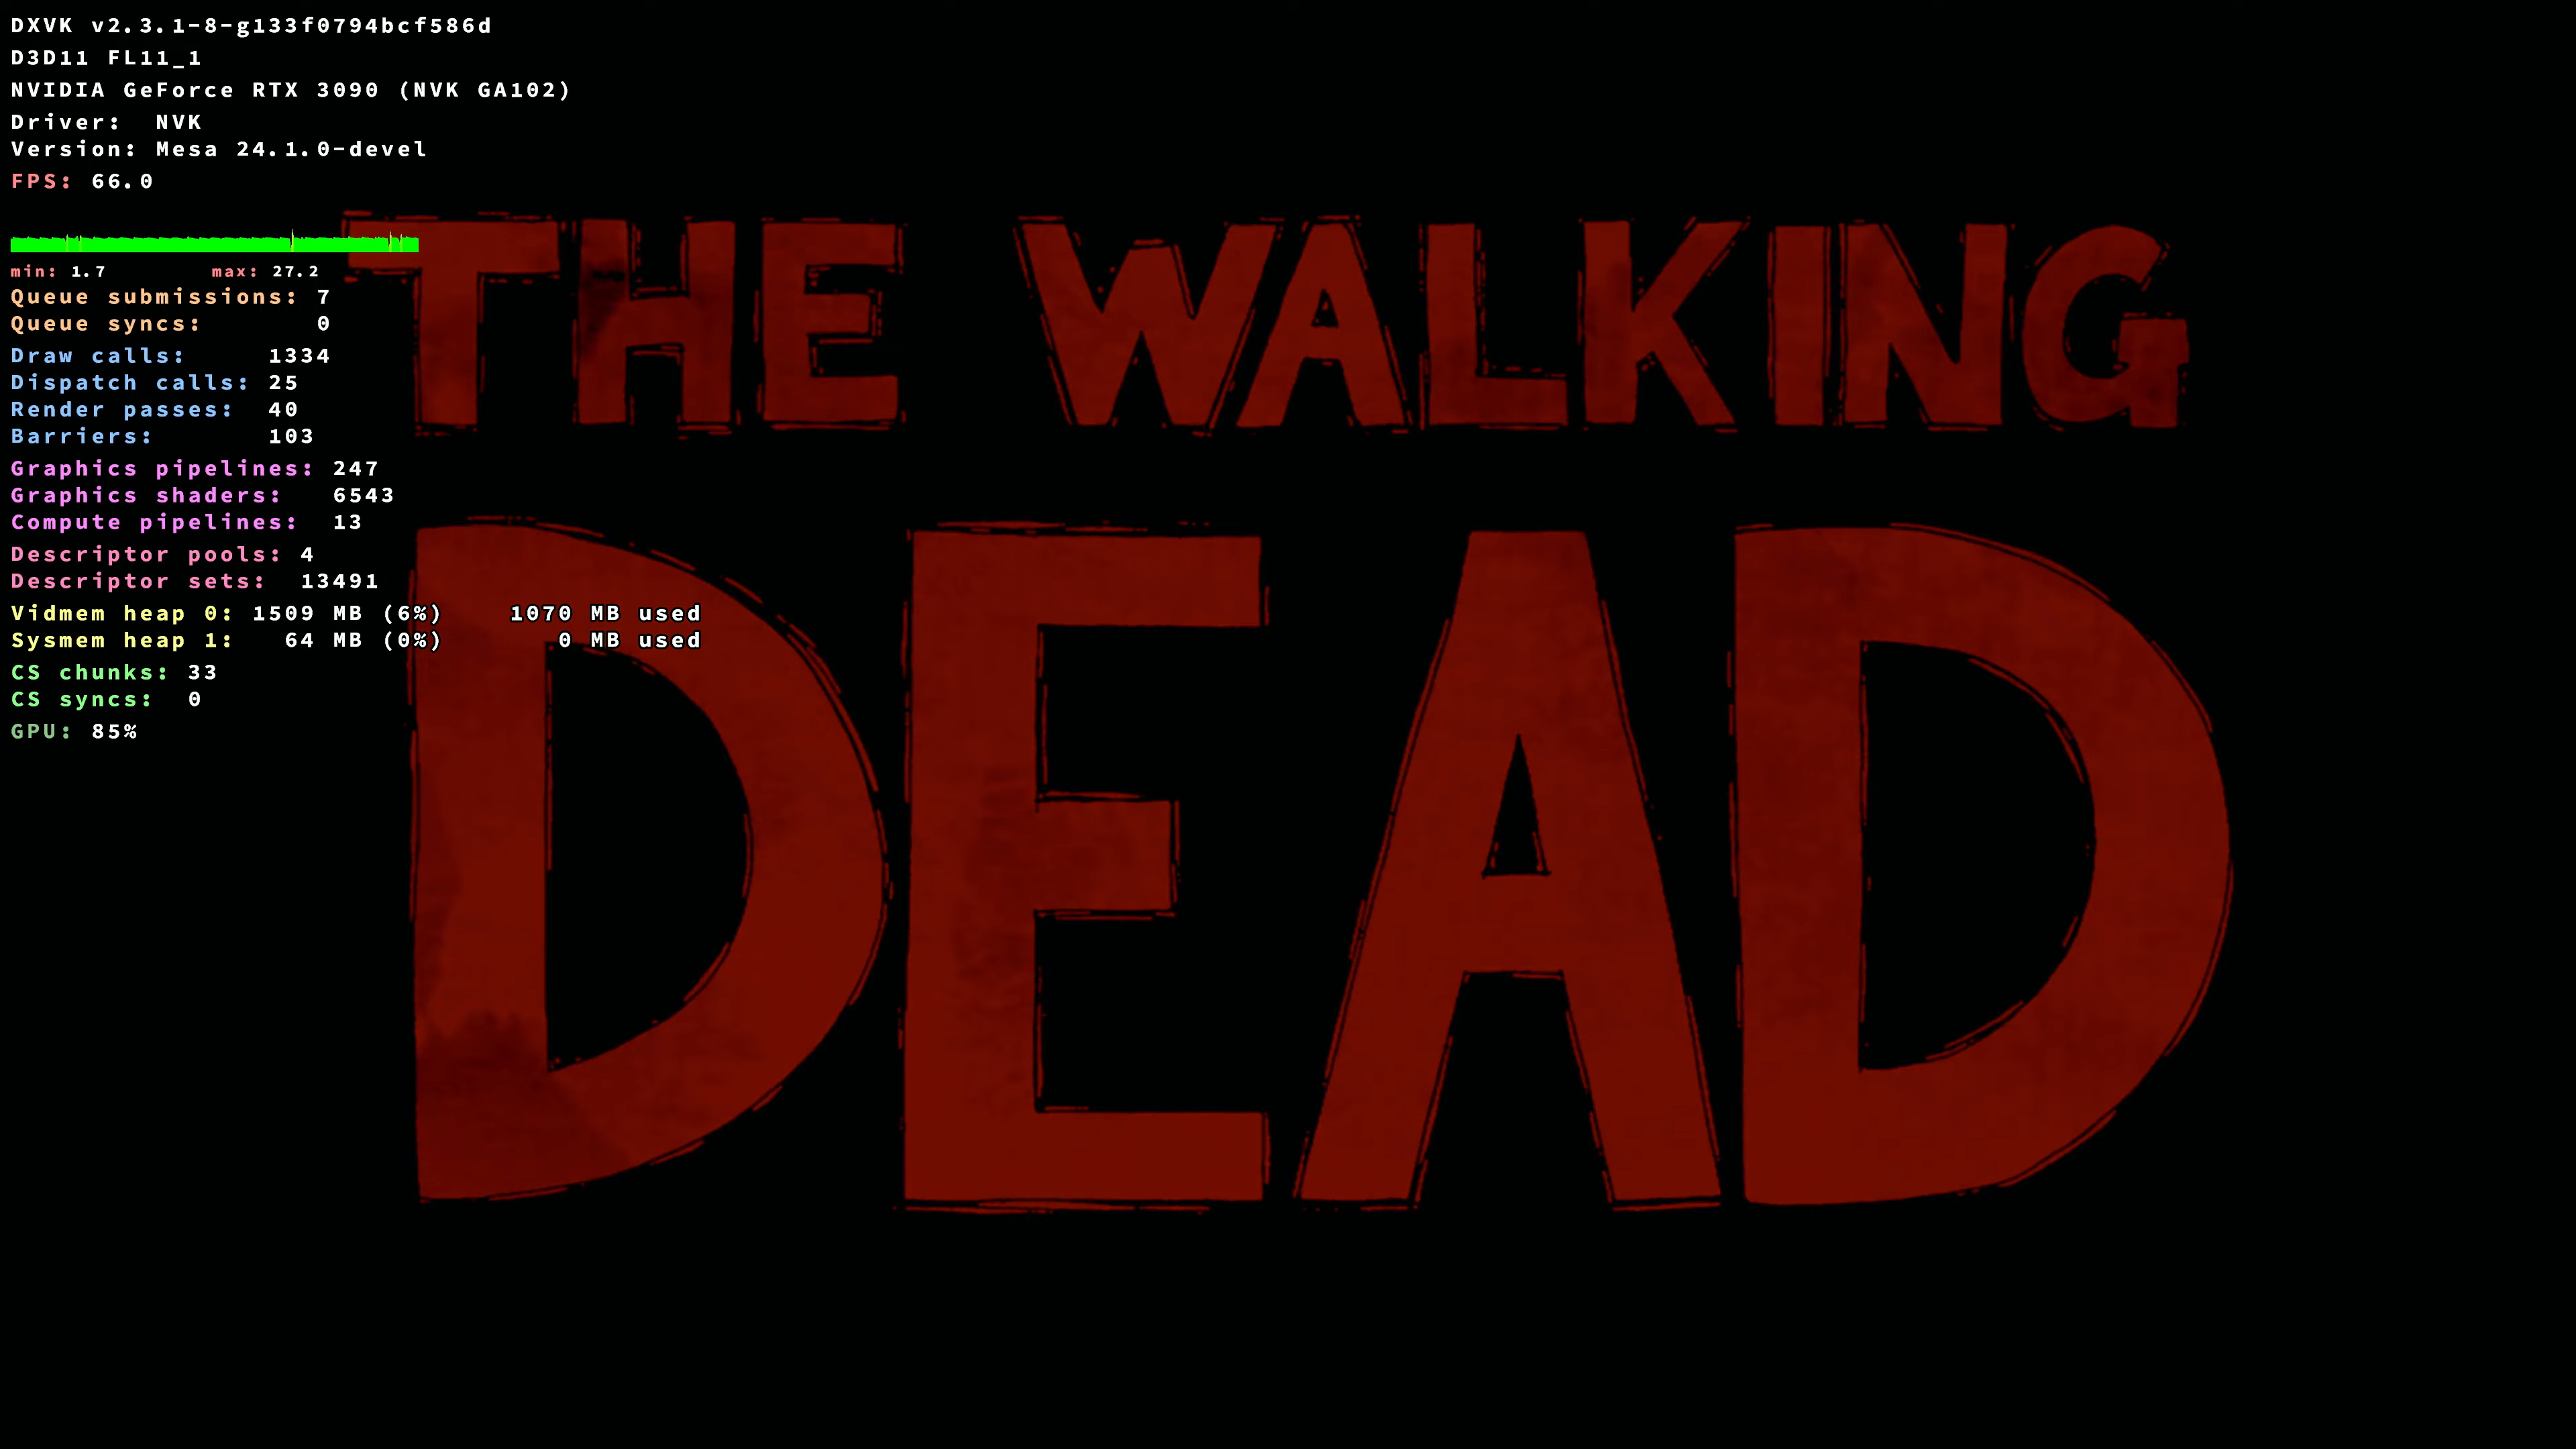 DXVK v2.3.1-8-g133f0794bcf586d
D3D11 FL11_1
NVIDIA GeForce RTX 3090 (NVK GA102)
Driver: NVK
Version: Mesa 24.1.0-devel
FPS: 66.0
min: 1.7 max: 27.2
Queue submissions: 7
Queue syncs: 0
Draw calls: 1334
Dispatch calls: 25
Render passes: 40
Barriers: 103
Graphics pipelines: 247
Graphics shaders: 6543
Compute pipelines: 13
Descriptor pools: 4
Descriptor sets: 13491
Vidmem heap 0: 1509 MB (6%) 1070 MB used
Sysmem heap 1: 64 MB (0%) 0 MB used
CS chunks: 33
CS syncs: 0
GPU: 85%
THE WALKING
DEAD